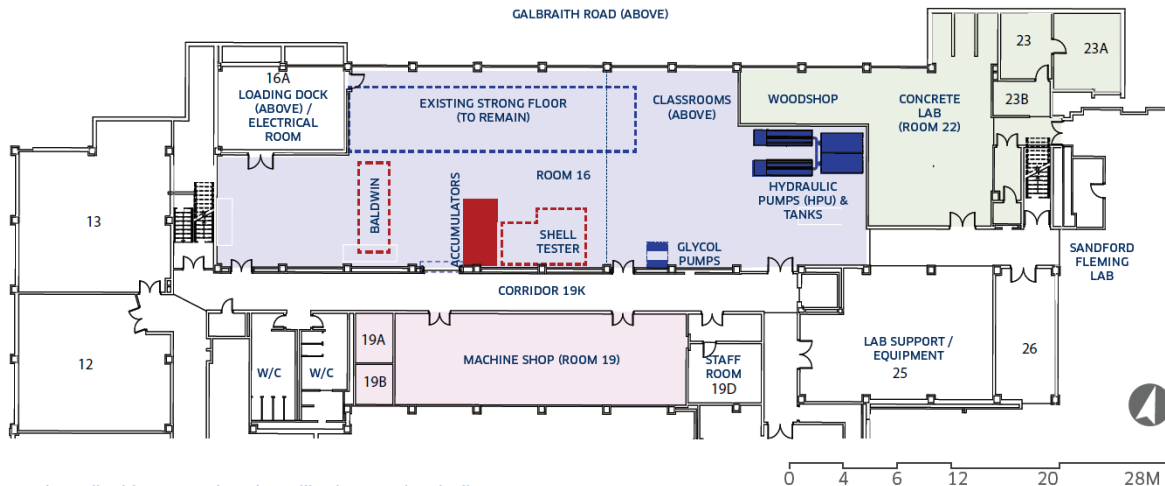 GALBRAITH ROAD (ABOVE)
16A
LOADING DOCK
(ABOVE) /
ELECTRICAL
ROOM
EXISTING STRONG FLOOR
(TO REMAIN)
CLASSROOMS
(ABOVE)
WOODSHOP
CONCRETE
LAB
(ROOM 22)
23
23A
23B
13
BALDWIN
ACCUMULATORS
ROOM 16
SHELL
TESTER
HYDRAULIC
PUMPS (HPU) &
TANKS
GLYCOL
PUMPS
SANDFORD
FLEMING
LAB
CORRIDOR 19K
12
W/C
W/C
19A
19B
MACHINE SHOP (ROOM 19)
STAFF
ROOM
19D
LAB SUPPORT /
EQUIPMENT
25
26
0 4 6 12 20 28M